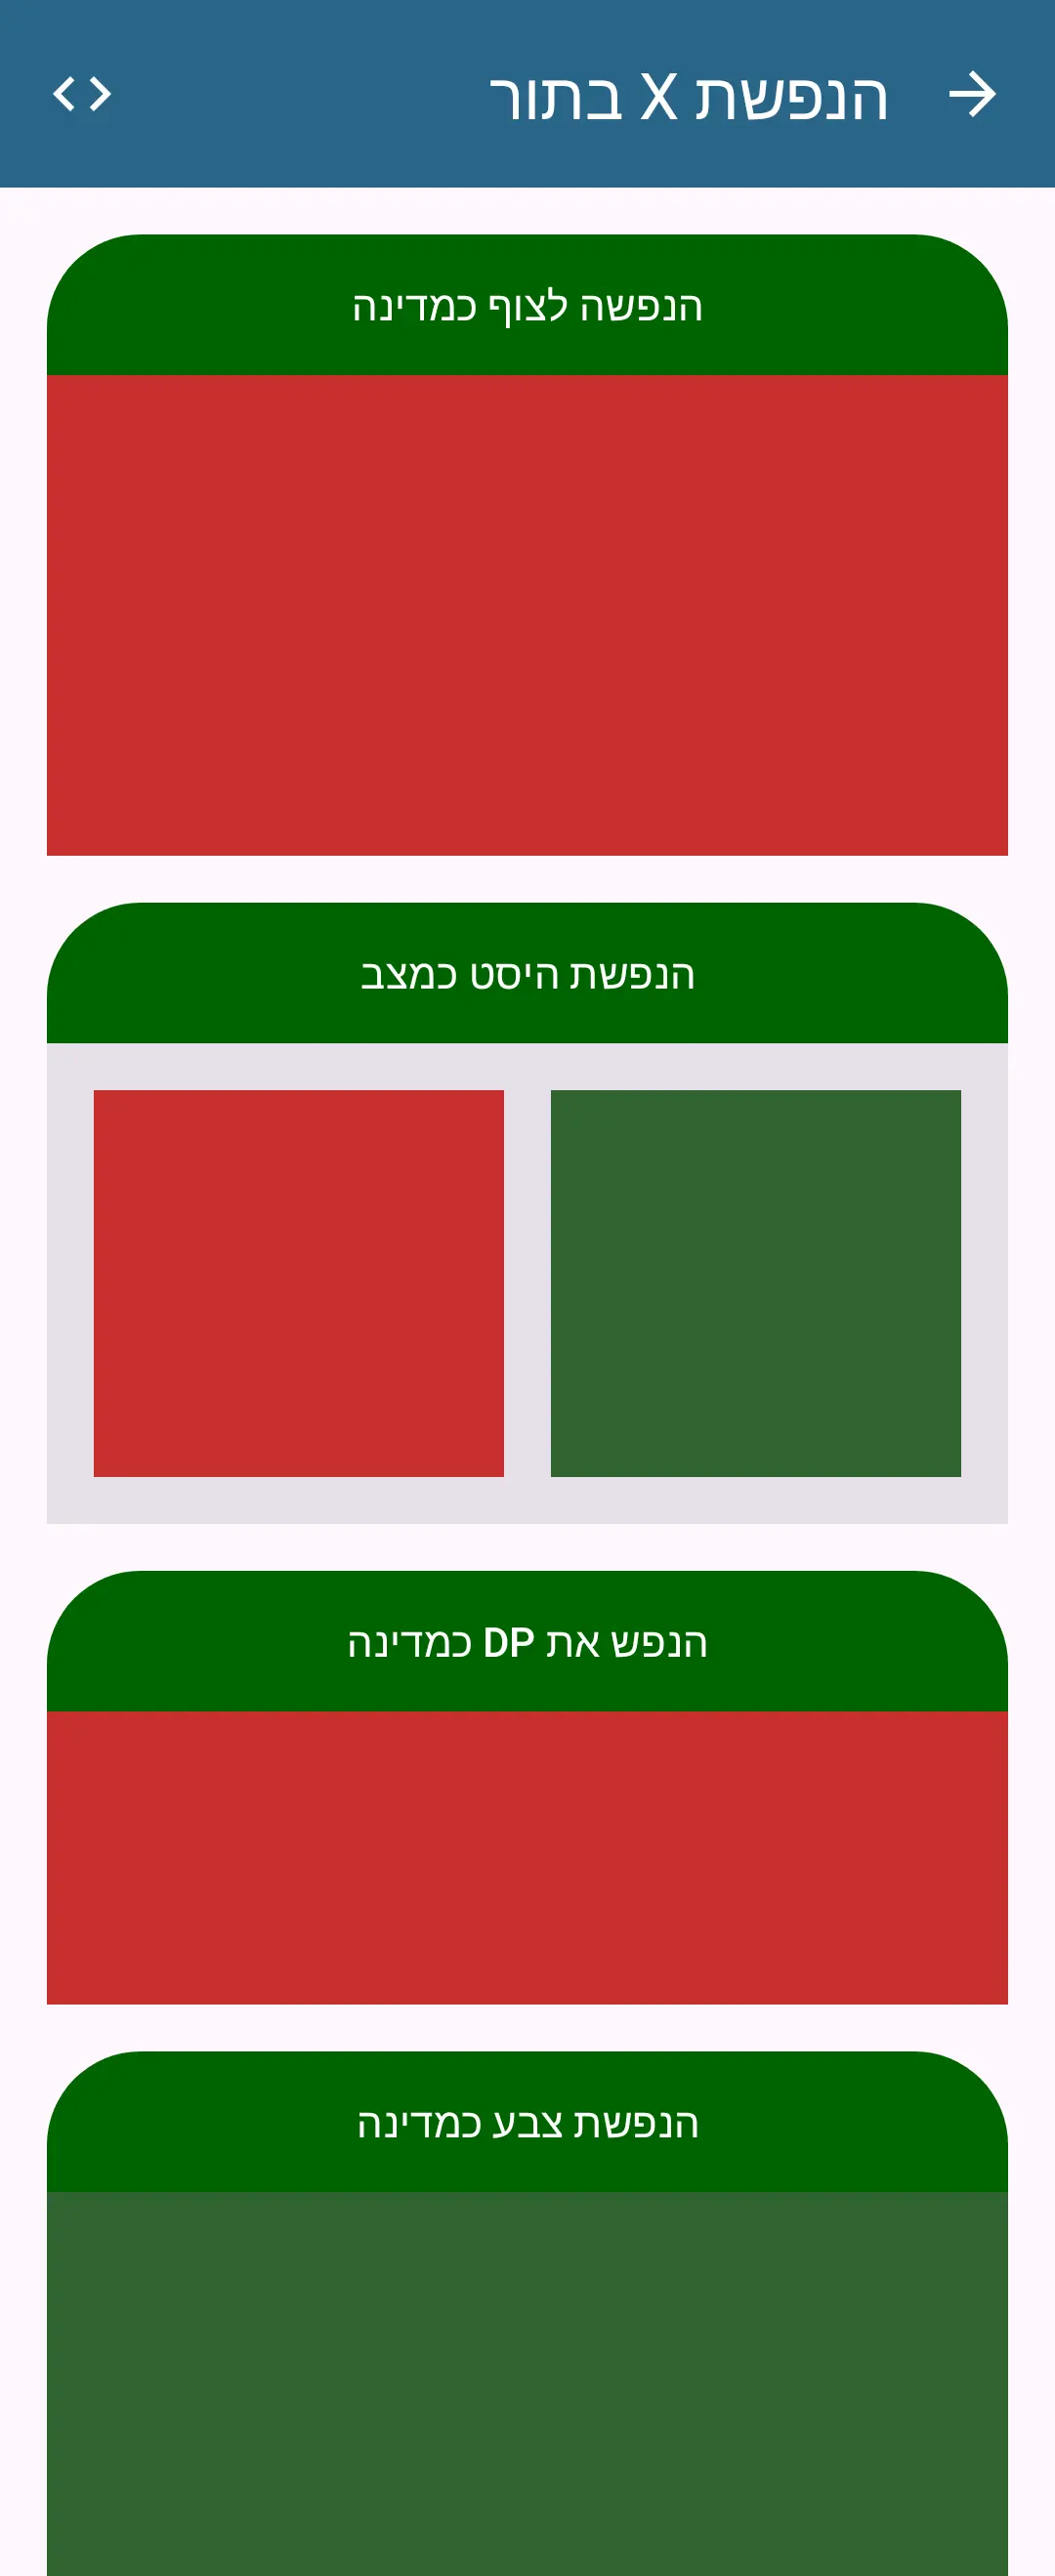 הנפשת X בתור
הנפשה לצוף כמדינה
הנפשת היסט כמצב
הנפש את DP כמדינה
הנפשת צבע כמדינה